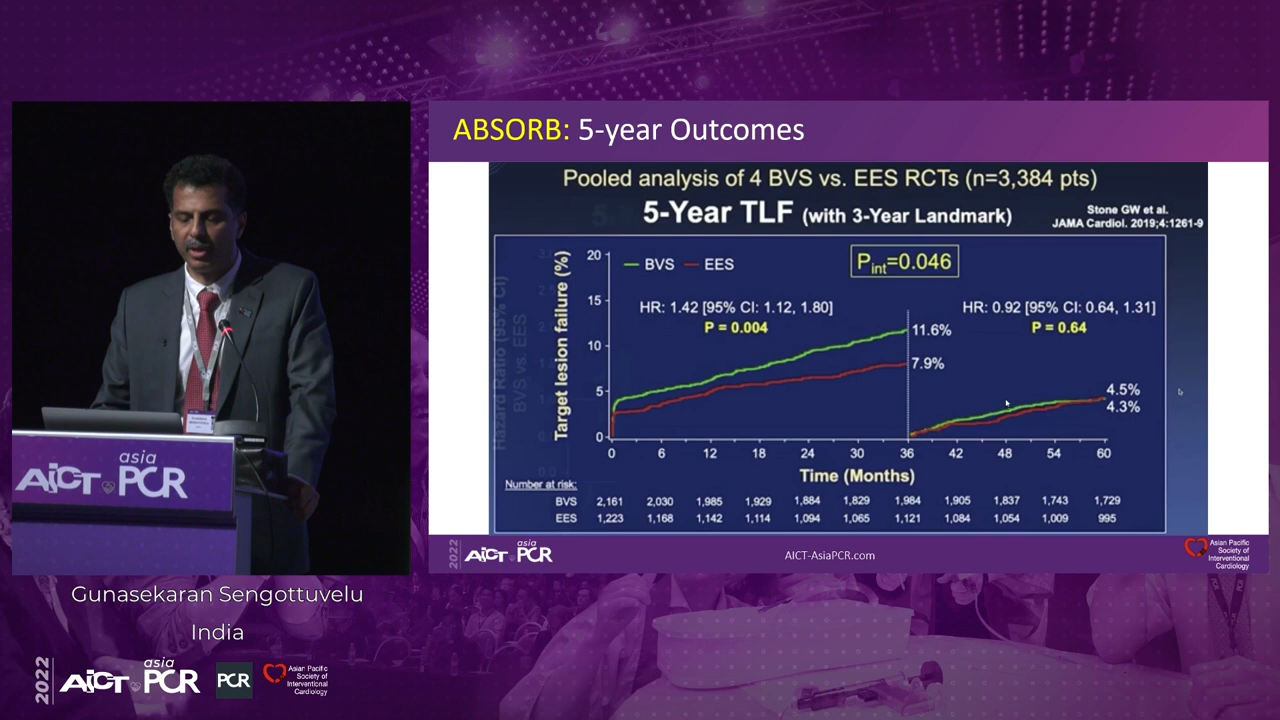 ABSORB: 5-year Outcomes
Pooled analysis of 4 BVS vs. EES RCTs (n=3,384 pts)
5-Year TLF (with 3-Year Landmark)
Stone GW et al.
JAMA Cardiol. 2019;4:1261-9
Hazard Ratio (95% CI)
BVS vs. EES
Target lesion failure (%)
20
15
10
5
0
BVS EES
Pint=0.046
HR: 1.42 [95% CI: 1.12, 1.80]
P = 0.004
HR: 0.92 [95% CI: 0.64, 1.31]
P = 0.64
11.6%
7.9%
4.5%
4.3%
0 6 12 18 24 30 36 42 48 54 60
Time (Months)
Number at risk:
BVS 2,161 2,030 1,985 1,929 1,884 1,829 1,984 1,905 1,837 1,743 1,729
EES 1,223 1,168 1,142 1,114 1,094 1,065 1,121 1,084 1,054 1,009 995
2022 AICT asia PCR
AICT-AsiaPCR.com
Asian Pacific
Society of
Interventional
Cardiology
asia
AICT PCR
Gunasekaran Sengottuvelu
India
2022 AICT asia PCR
PCR
Asian Pacific
Society of
Interventional
Cardiology